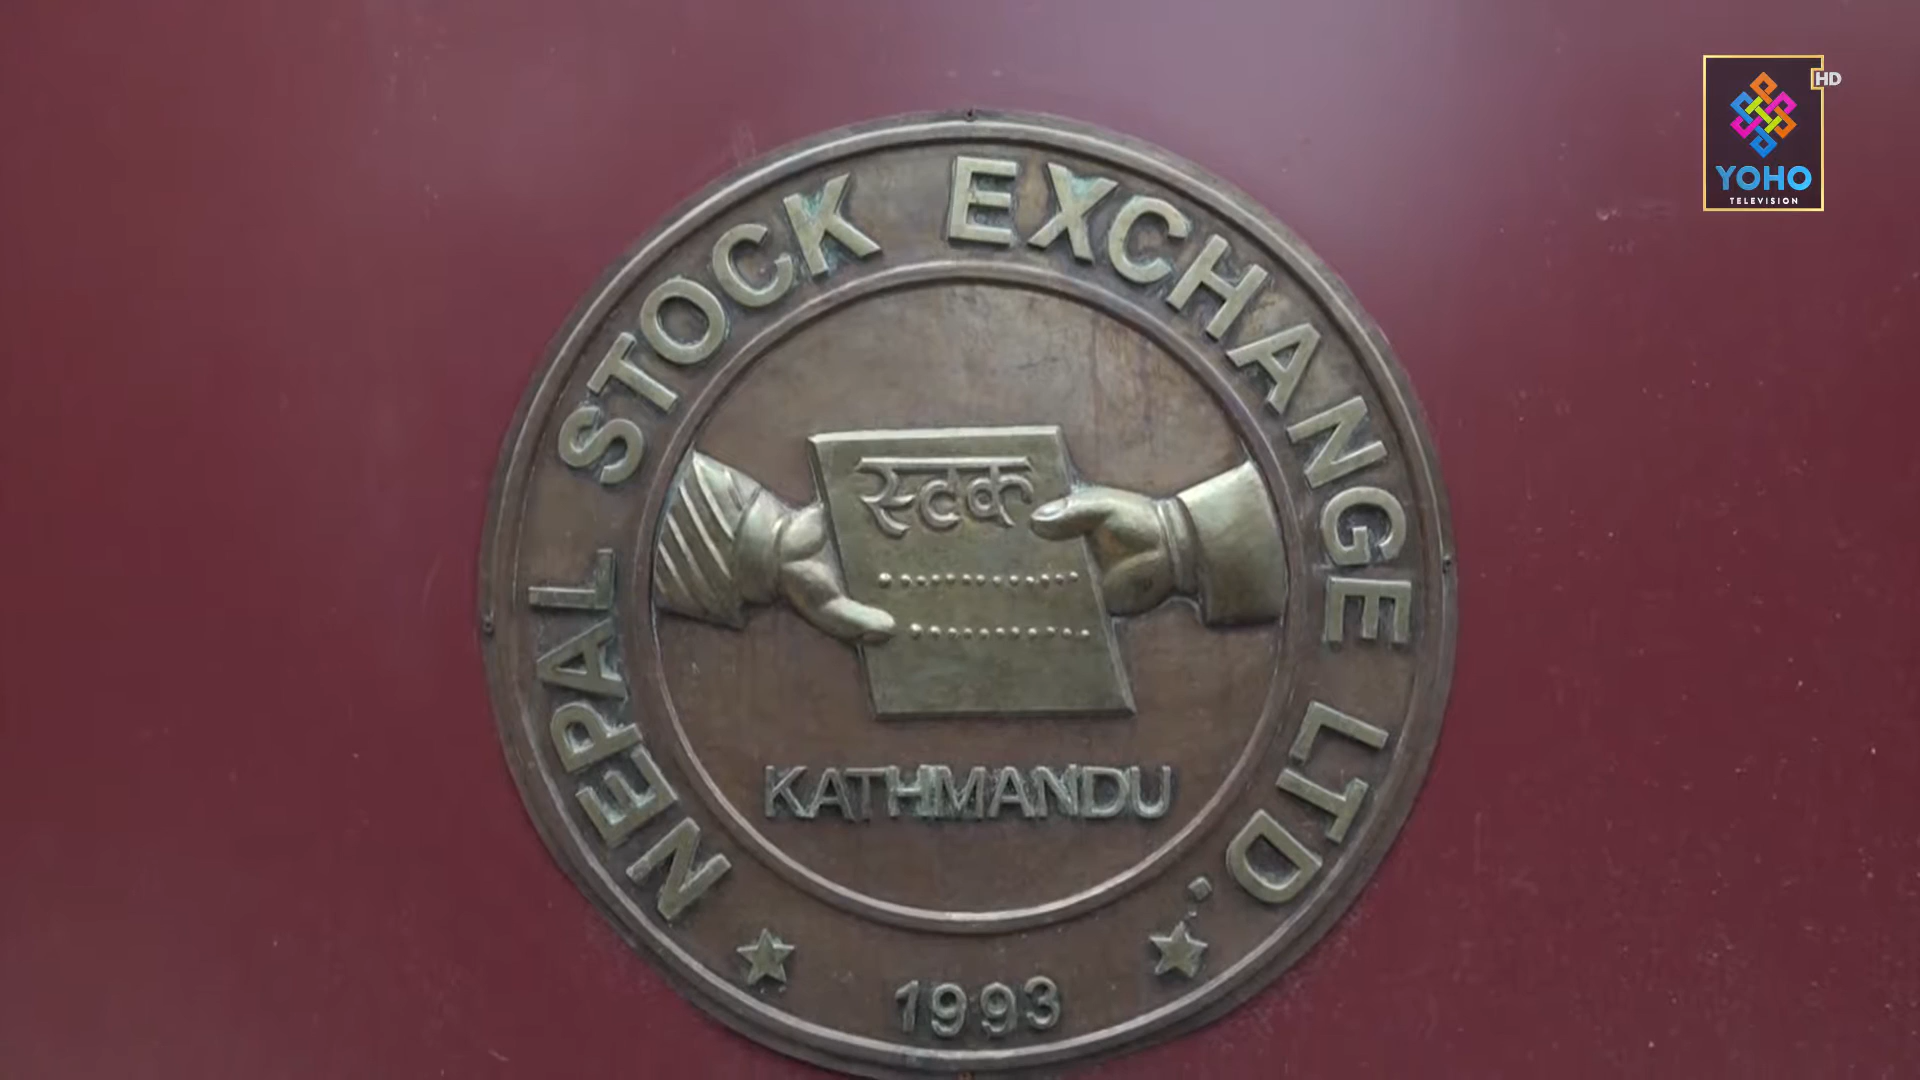 NEPAL STOCK EXCHANGE LTD.
स्टक
KATHMANDU
1993
HD
YOHO
TELEVISION